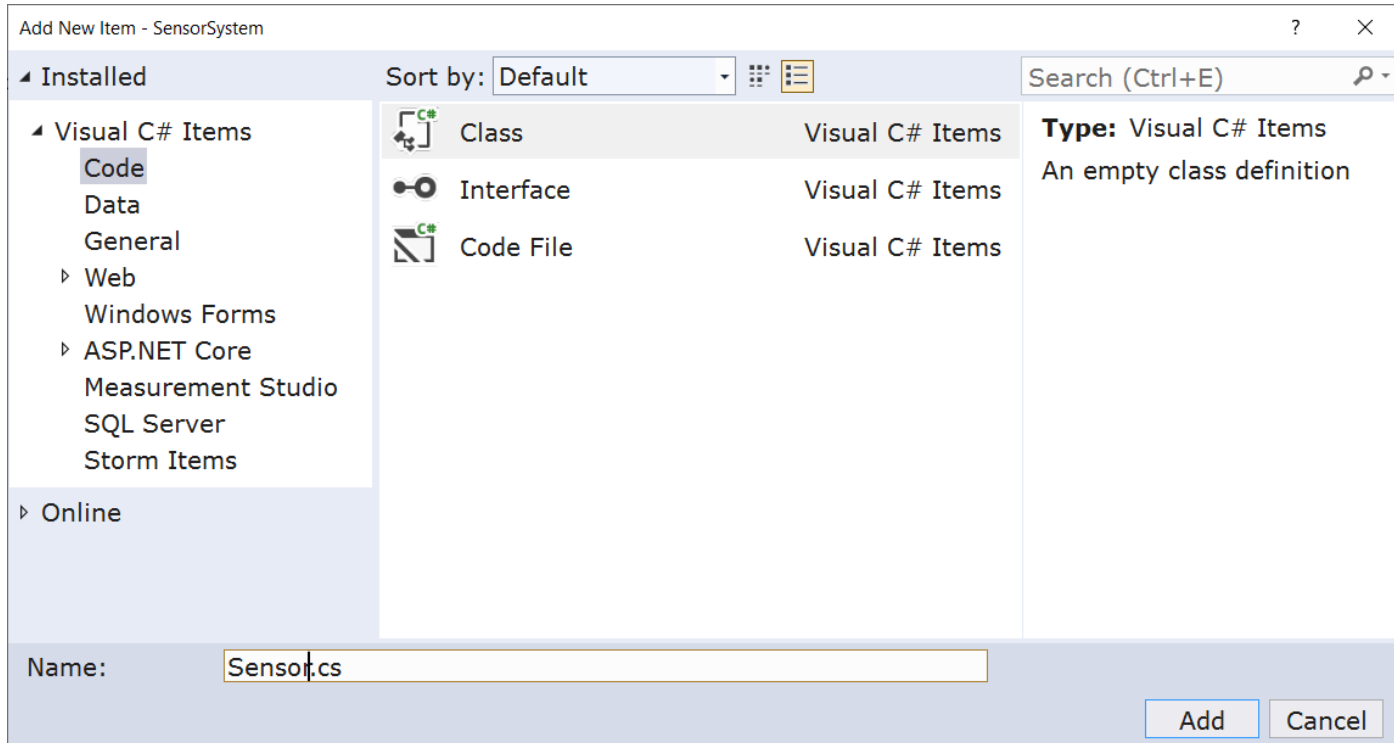 Add New Item - SensorSystem ?
Installed
Sort by: Default
Search (Ctrl+E)
Visual C# Items
Code
Data
General
Web
Windows Forms
ASP.NET Core
Measurement Studio
SQL Server
Storm Items
Online
C# Class Visual C# Items
Interface Visual C# Items
C# Code File Visual C# Items
Type: Visual C# Items
An empty class definition
Name: Sensor.cs
Add Cancel